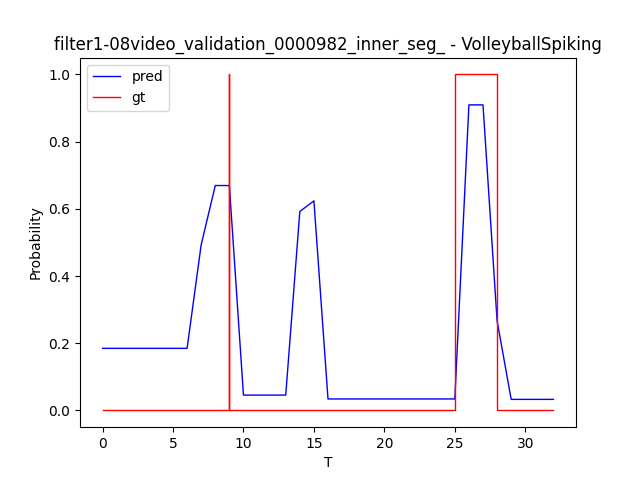 filter1-08video_validation_0000982_inner_seg_ - VolleyballSpiking
pred
gt
1.0
0.8
0.6
0.4
0.2
0.0
Probability
0 5 10 15 20 25 30
T